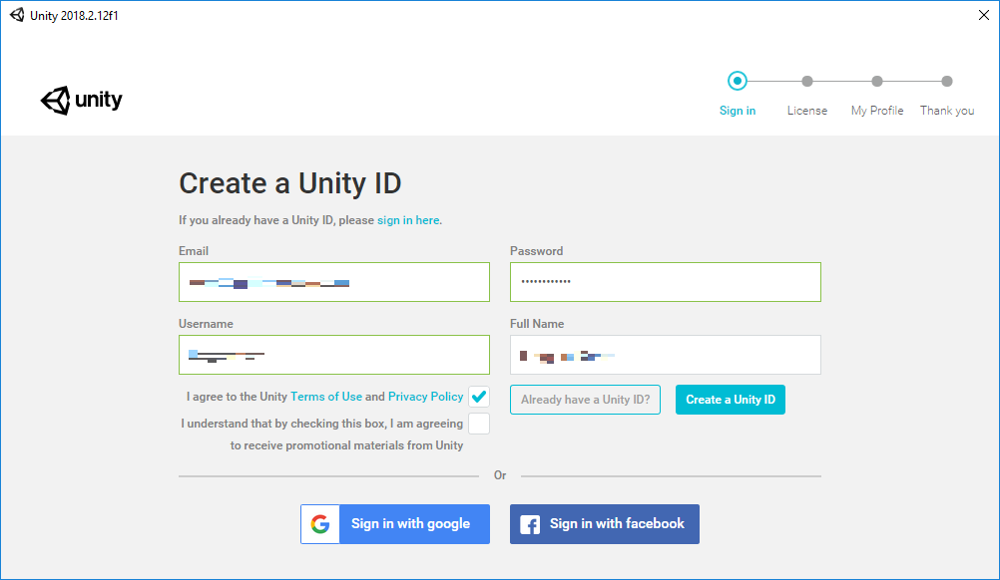 Unity 2018.2.12f1
unity
Sign in License My Profile Thank you
Create a Unity ID
If you already have a Unity ID, please sign in here.
Email Password
••••••••••••
Username Full Name
I agree to the Unity Terms of Use and Privacy Policy
Already have a Unity ID? Create a Unity ID
I understand that by checking this box, I am agreeing
to receive promotional materials from Unity
Or
Sign in with google Sign in with facebook